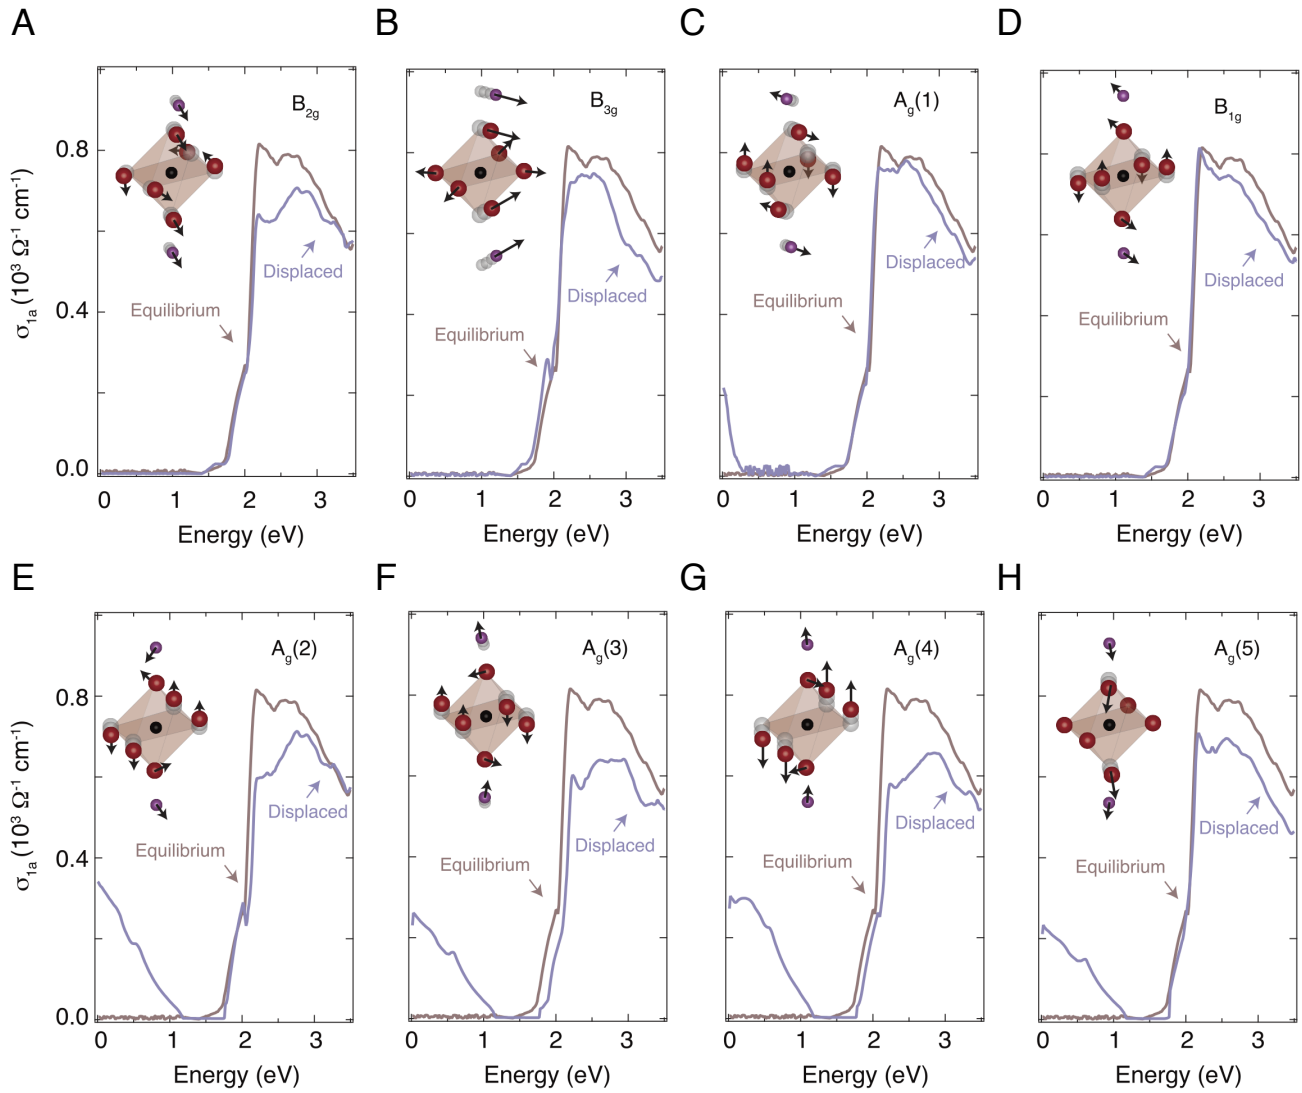 A
B
C
D
B2g
B3g
Ag(1)
B1g
σ1a (10³ Ω⁻¹ cm⁻¹)
0.8
0.4
0.0
Equilibrium
Displaced
Equilibrium
Displaced
Equilibrium
Displaced
Equilibrium
Displaced
0 1 2 3
0 1 2 3
0 1 2 3
0 1 2 3
Energy (eV)
Energy (eV)
Energy (eV)
Energy (eV)
E
F
G
H
Ag(2)
Ag(3)
Ag(4)
Ag(5)
σ1a (10³ Ω⁻¹ cm⁻¹)
0.8
0.4
0.0
Equilibrium
Displaced
Equilibrium
Displaced
Equilibrium
Displaced
Equilibrium
Displaced
0 1 2 3
0 1 2 3
0 1 2 3
0 1 2 3
Energy (eV)
Energy (eV)
Energy (eV)
Energy (eV)